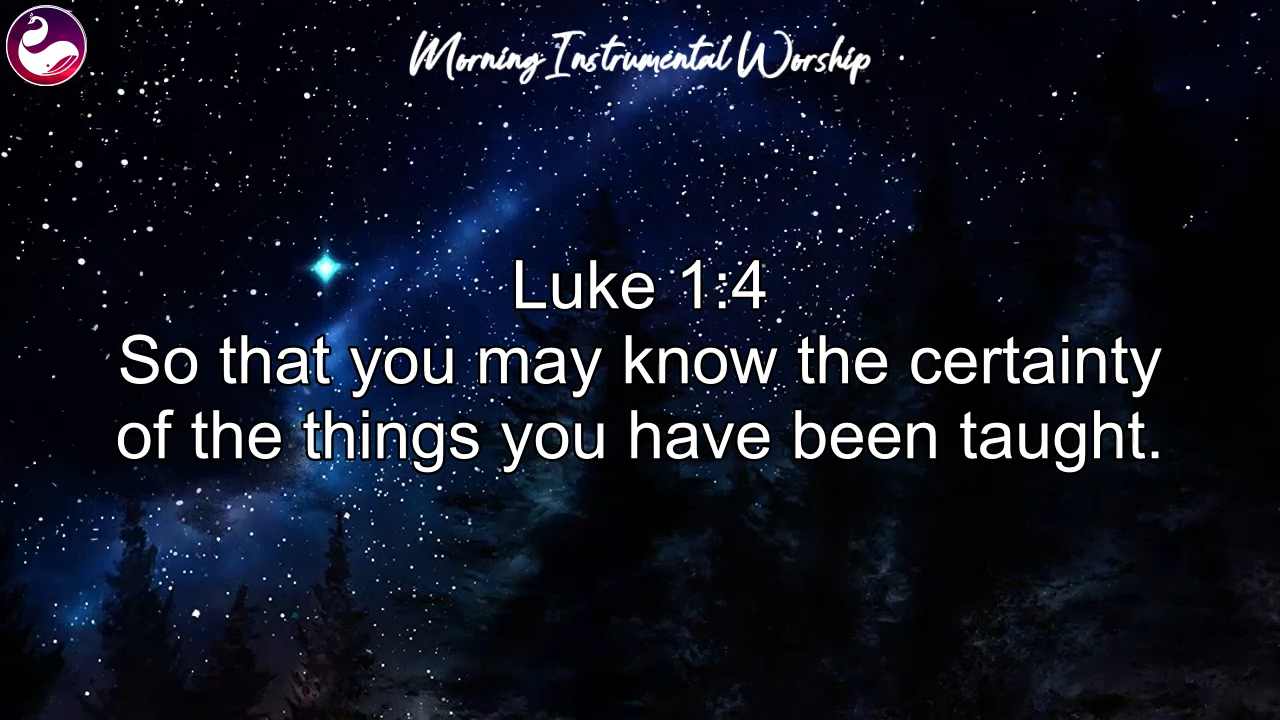 Morning Instrumental Worship
Luke 1:4
So that you may know the certainty
of the things you have been taught.